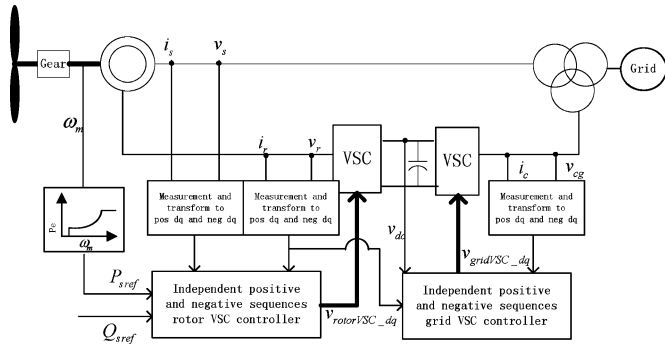 i_s
v_s
Gear
Grid
ω_m
i_r
v_r
VSC
VSC
i_c
v_cg
Pe
ω_m
Measurement and
transform to
pos dq and neg dq
Measurement and
transform to
pos dq and neg dq
v_dc
Measurement and
transform to
pos dq and neg dq
v_gridVSC_dq
P_sref
Independent positive
and negative sequences
rotor VSC controller
v_rotorVSC_dq
Independent positive
and negative sequences
grid VSC controller
Q_sref